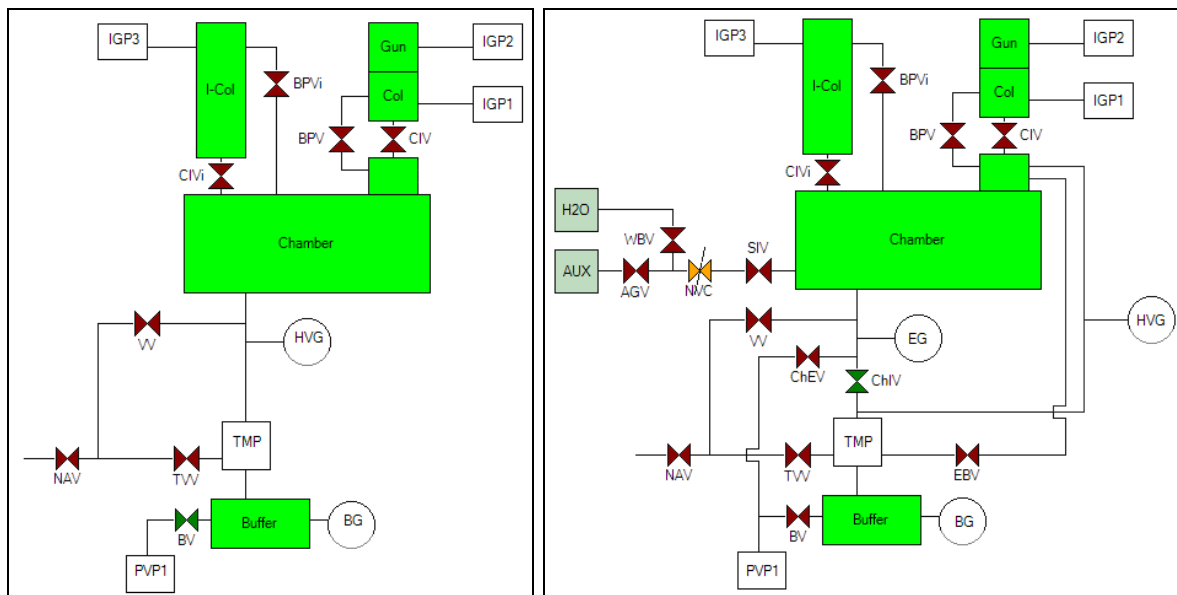 IGP3
Gun
IGP2
I-Col
BPVi
Col
IGP1
BPV
CIV
CIVi
Chamber
VV
HVG
TMP
NAV
TVV
Buffer
BG
BV
PVP1
IGP3
Gun
IGP2
I-Col
BPVi
Col
IGP1
BPV
CIV
CIVi
H2O
WBV
SIV
Chamber
AUX
AGV
NVC
VV
EG
HVG
ChEV
ChIV
TMP
NAV
TVV
EBV
Buffer
BG
BV
PVP1